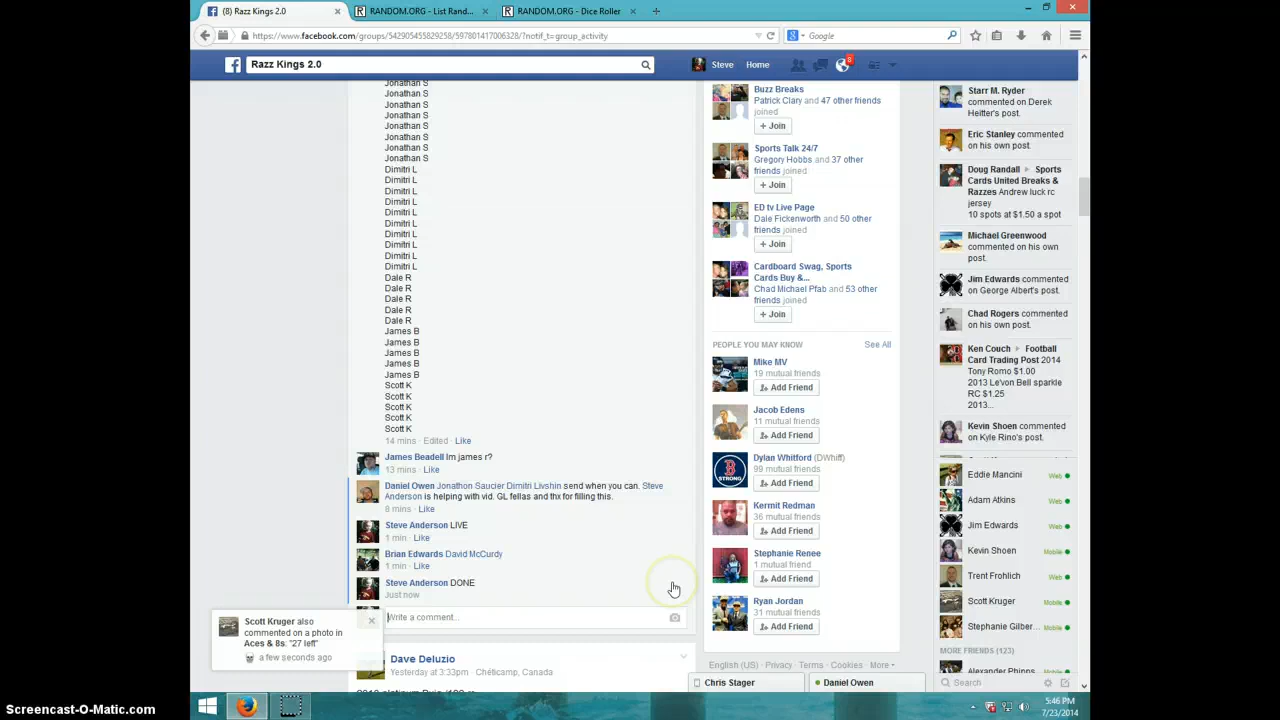 (8) Razz Kings 2.0
RANDOM.ORG - List Rand...
RANDOM.ORG - Dice Roller
https://www.facebook.com/groups/542905455829258/597801417006328/?notif_t=group_activity
Google
Razz Kings 2.0
Steve
Home
8
Jonathan S
Jonathan S
Jonathan S
Jonathan S
Jonathan S
Jonathan S
Jonathan S
Jonathan S
Dimitri L
Dimitri L
Dimitri L
Dimitri L
Dimitri L
Dimitri L
Dimitri L
Dimitri L
Dimitri L
Dimitri L
Dale R
Dale R
Dale R
Dale R
Dale R
James B
James B
James B
James B
James B
Scott K
Scott K
Scott K
Scott K
Scott K
14 mins · Edited · Like
James Beadell Im james r?
13 mins · Like
Daniel Owen Jonathon Saucier Dimitri Livshin send when you can. Steve
Anderson is helping with vid. GL fellas and thx for filling this.
8 mins · Like
Steve Anderson LIVE
1 min · Like
Brian Edwards David McCurdy
1 min · Like
Steve Anderson DONE
Just now
Write a comment...
Scott Kruger also
commented on a photo in
Aces & 8s: "27 left"
a few seconds ago
Dave Deluzio
Yesterday at 3:33pm · Chéticamp, Canada
Buzz Breaks
Patrick Clary and 47 other friends
joined
+ Join
Sports Talk 24/7
Gregory Hobbs and 37 other
friends joined
+ Join
ED tv Live Page
Dale Fickenworth and 50 other
friends joined
+ Join
Cardboard Swag, Sports
Cards Buy &...
Chad Michael Pfab and 53 other
friends joined
+ Join
PEOPLE YOU MAY KNOW
See All
Mike MV
19 mutual friends
Add Friend
Jacob Edens
11 mutual friends
Add Friend
Dylan Whitford (DWhiff)
99 mutual friends
Add Friend
Kermit Redman
36 mutual friends
Add Friend
Stephanie Renee
1 mutual friend
Add Friend
Ryan Jordan
31 mutual friends
Add Friend
English (US) · Privacy · Terms · Cookies · More
Chris Stager
Daniel Owen
Starr M. Ryder
commented on Derek
Heitter's post.
Eric Stanley commented
on his own post.
Doug Randall Sports
Cards United Breaks &
Razzes Andrew luck rc
jersey
10 spots at $1.50 a spot
Michael Greenwood
commented on his own
post.
Jim Edwards commented
on George Albert's post.
Chad Rogers commented
on his own post.
Ken Couch Football
Card Trading Post 2014
Tony Romo $1.00
2013 Le'von Bell sparkle
RC $1.25
2013...
Kevin Shoen commented
on Kyle Rino's post.
Eddie Mancini Web
Adam Atkins Web
Jim Edwards Web
Kevin Shoen Mobile
Trent Frohlich Web
Scott Kruger Mobile
Stephanie Gilber... Mobile
MORE FRIENDS (123)
Alexander Phipps
Search
5:46 PM
7/23/2014
Screencast-O-Matic.com